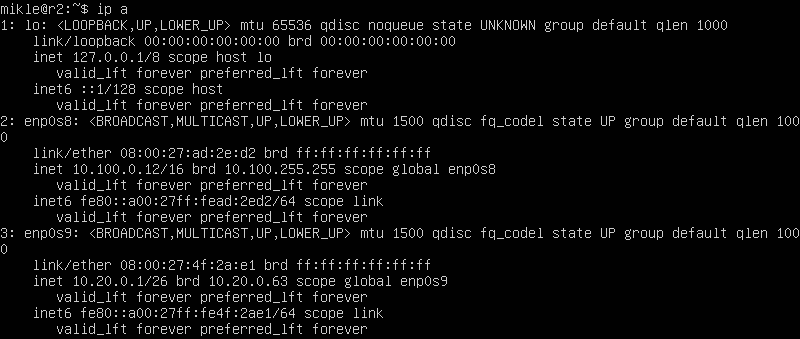 mikle@r2:~$ ip a
1: lo: <LOOPBACK,UP,LOWER_UP> mtu 65536 qdisc noqueue state UNKNOWN group default qlen 1000
    link/loopback 00:00:00:00:00:00 brd 00:00:00:00:00:00
    inet 127.0.0.1/8 scope host lo
       valid_lft forever preferred_lft forever
    inet6 ::1/128 scope host
       valid_lft forever preferred_lft forever
2: enp0s8: <BROADCAST,MULTICAST,UP,LOWER_UP> mtu 1500 qdisc fq_codel state UP group default qlen 100
0
    link/ether 08:00:27:ad:2e:d2 brd ff:ff:ff:ff:ff:ff
    inet 10.100.0.12/16 brd 10.100.255.255 scope global enp0s8
       valid_lft forever preferred_lft forever
    inet6 fe80::a00:27ff:fead:2ed2/64 scope link
       valid_lft forever preferred_lft forever
3: enp0s9: <BROADCAST,MULTICAST,UP,LOWER_UP> mtu 1500 qdisc fq_codel state UP group default qlen 100
0
    link/ether 08:00:27:4f:2a:e1 brd ff:ff:ff:ff:ff:ff
    inet 10.20.0.1/26 brd 10.20.0.63 scope global enp0s9
       valid_lft forever preferred_lft forever
    inet6 fe80::a00:27ff:fe4f:2ae1/64 scope link
       valid_lft forever preferred_lft forever